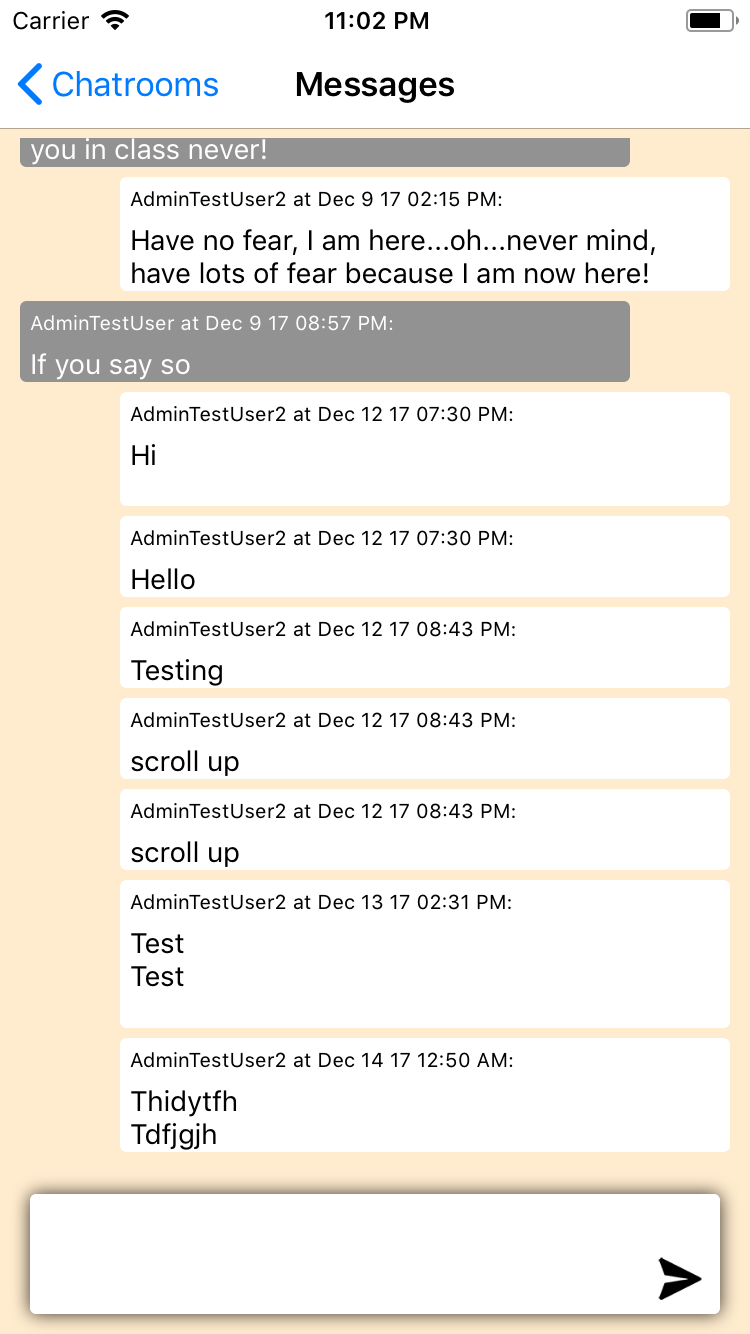 Carrier 11:02 PM
Chatrooms Messages
you in class never!
AdminTestUser2 at Dec 9 17 02:15 PM:
Have no fear, I am here...oh...never mind,
have lots of fear because I am now here!
AdminTestUser at Dec 9 17 08:57 PM:
If you say so
AdminTestUser2 at Dec 12 17 07:30 PM:
Hi
AdminTestUser2 at Dec 12 17 07:30 PM:
Hello
AdminTestUser2 at Dec 12 17 08:43 PM:
Testing
AdminTestUser2 at Dec 12 17 08:43 PM:
scroll up
AdminTestUser2 at Dec 12 17 08:43 PM:
scroll up
AdminTestUser2 at Dec 13 17 02:31 PM:
Test
Test
AdminTestUser2 at Dec 14 17 12:50 AM:
Thidytfh
Tdfjgjh